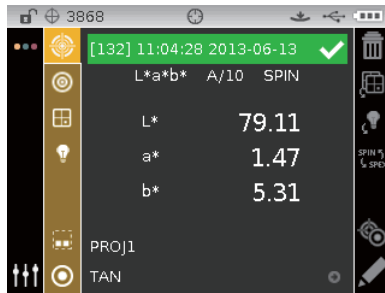 3868
[132] 11:04:28 2013-06-13
L*a*b* A/10 SPIN
L* 79.11
a* 1.47
b* 5.31
SPIN
SPEX
PROJ1
TAN